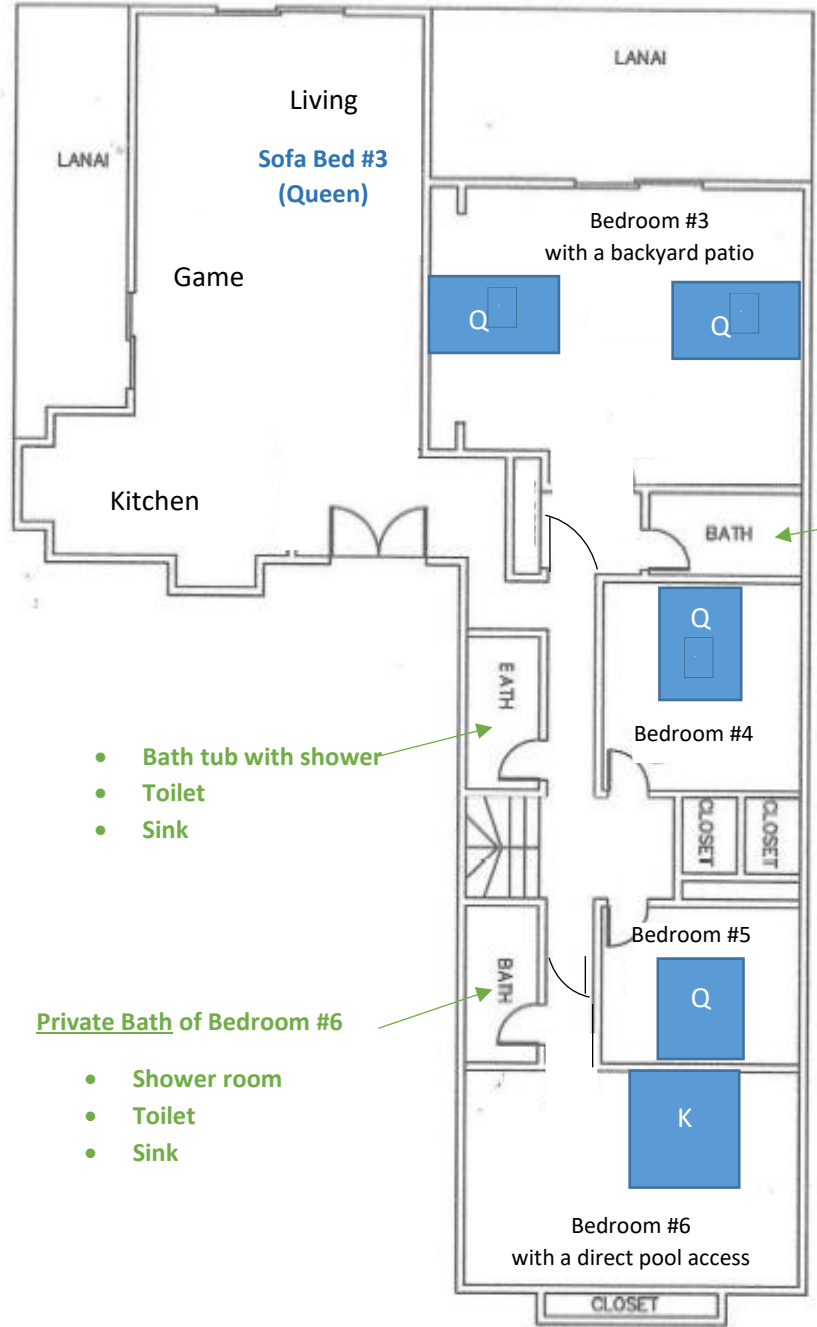 LANAI
Living
LANAI
Sofa Bed #3
(Queen)
Bedroom #3
with a backyard patio
Game
Q
Q
Kitchen
BATH
Q
BATH
Bedroom #4
• Bath tub with shower
• Toilet
• Sink
CLOSET
CLOSET
Bedroom #5
BATH
Q
Private Bath of Bedroom #6
• Shower room
• Toilet
• Sink
K
Bedroom #6
with a direct pool access
CLOSET